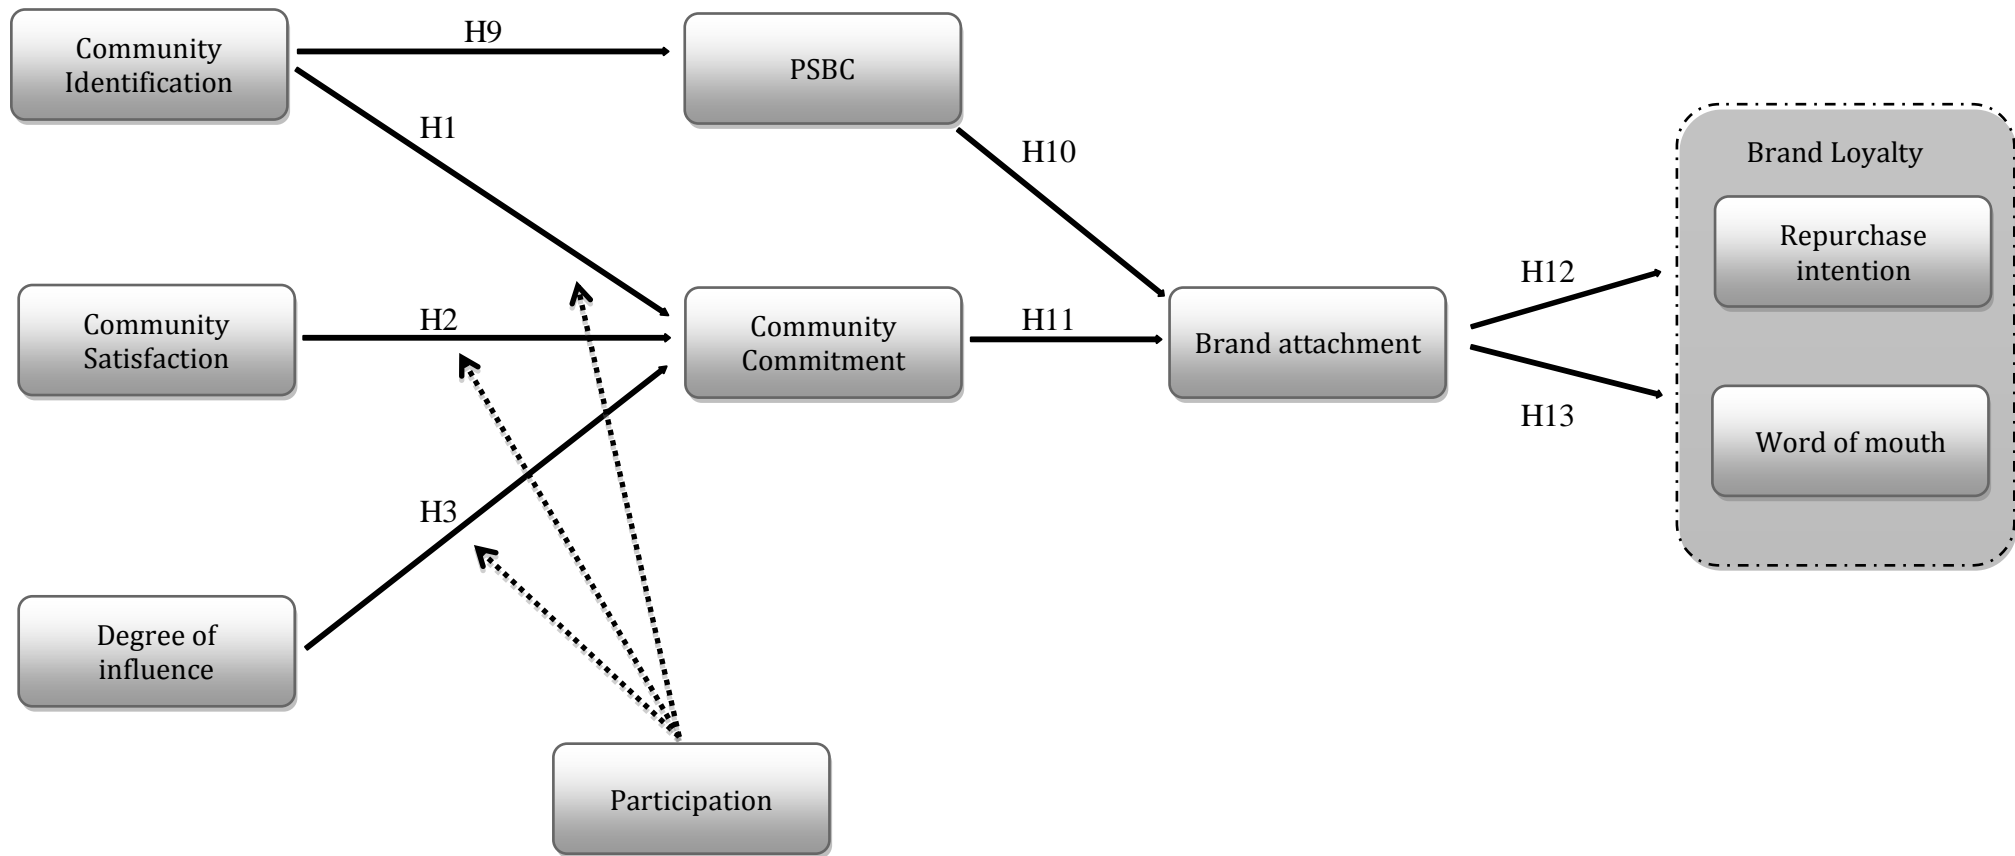 Community
Identification
H9
PSBC
H1
H10
Brand Loyalty
Repurchase
intention
Community
Satisfaction
H2
Community
Commitment
H11
Brand attachment
H12
H13
Word of mouth
H3
Degree of
influence
Participation